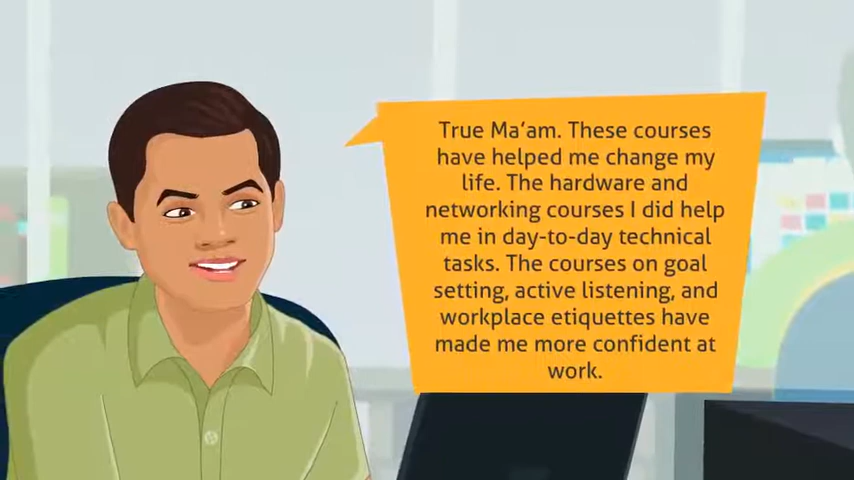 True Ma'am. These courses
have helped me change my
life. The hardware and
networking courses I did help
me in day-to-day technical
tasks. The courses on goal
setting, active listening, and
workplace etiquettes have
made me more confident at
work.